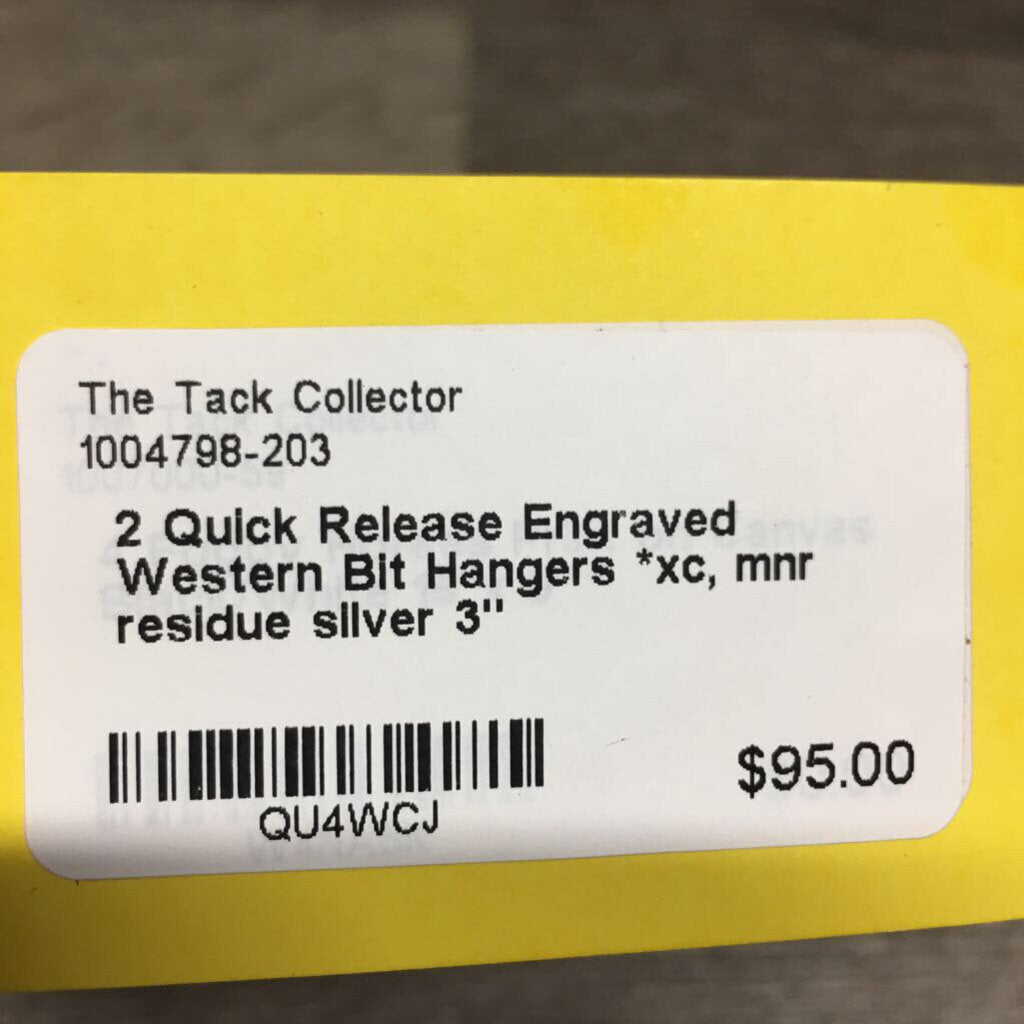 The Tack Collector
1004798-203
2 Quick Release Engraved
Western Bit Hangers *xc, mnr
residue silver 3"
QU4WCJ
$95.00